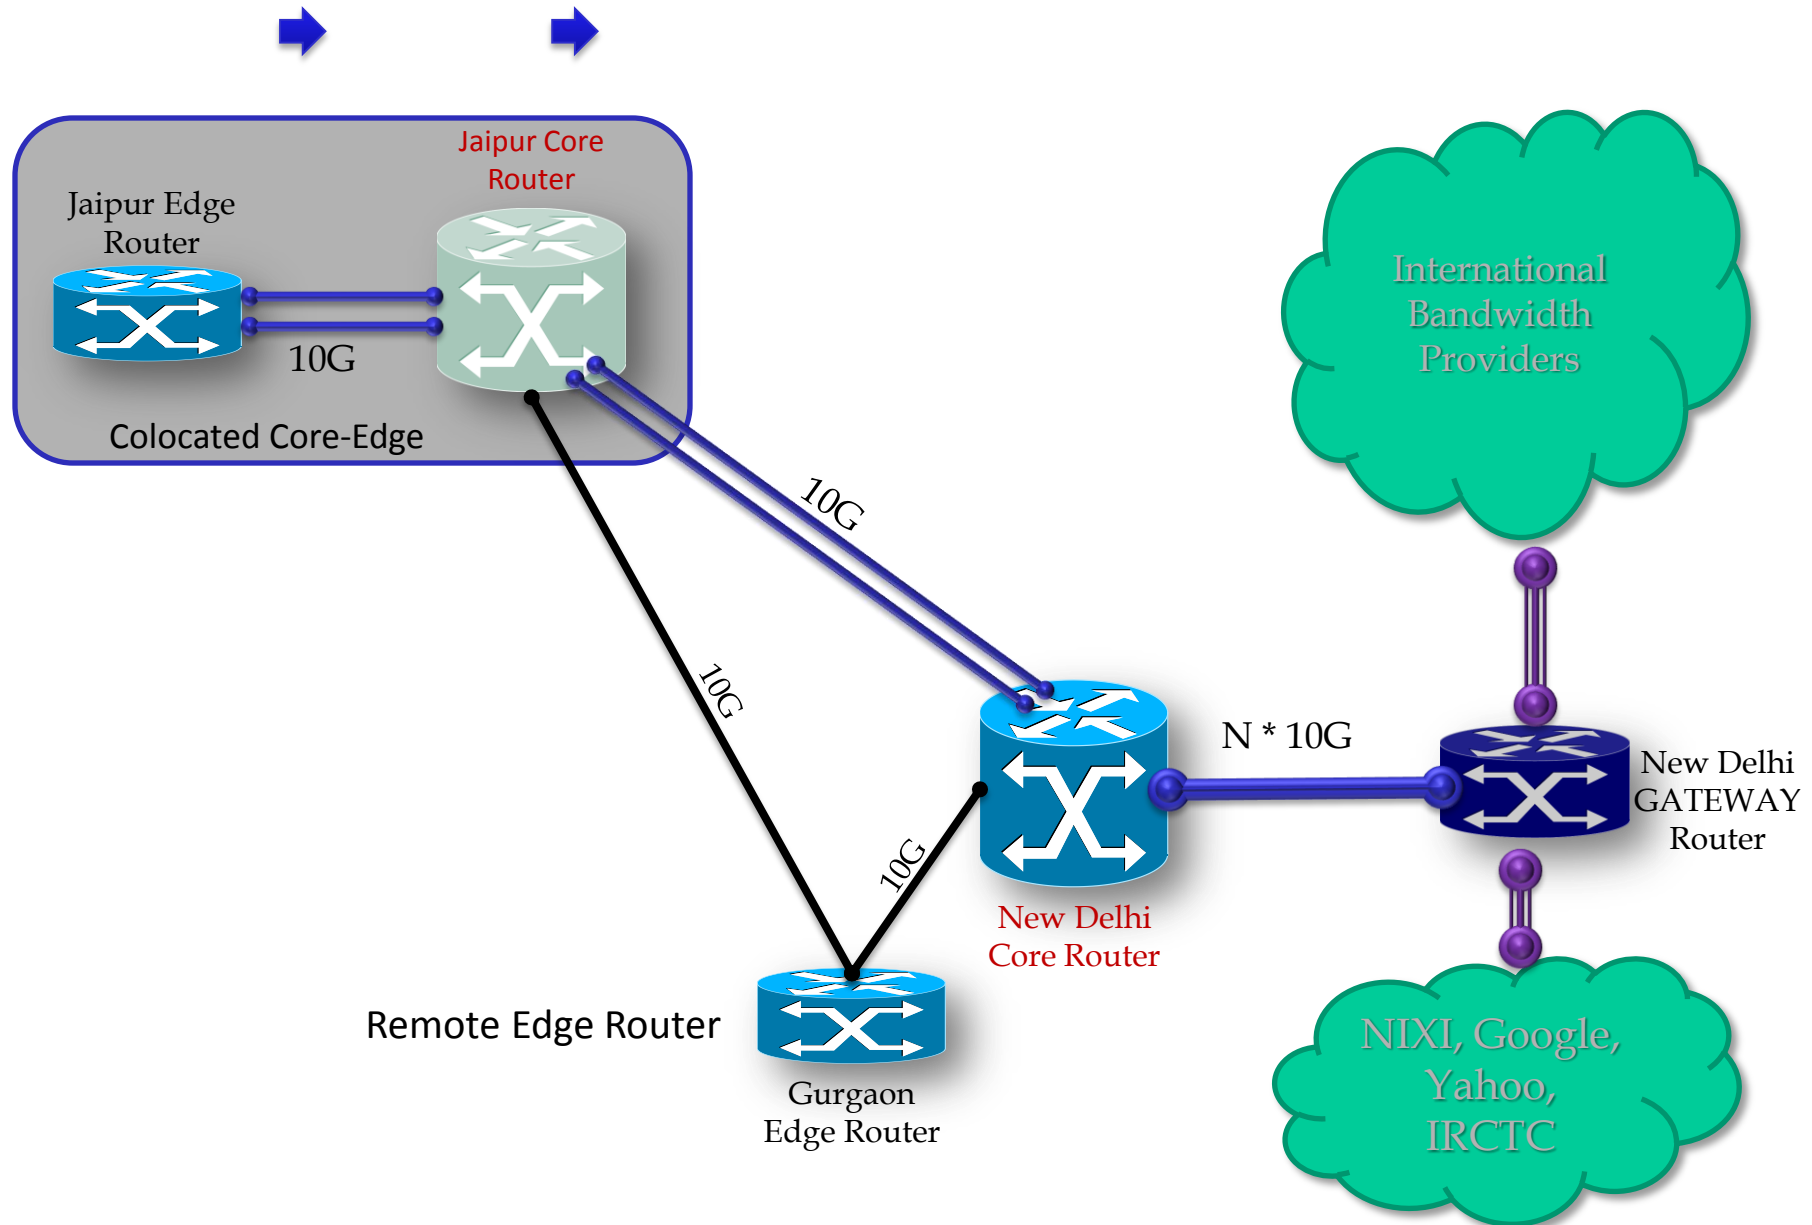 Jaipur Core
Router
Jaipur Edge
Router
10G
Colocated Core-Edge
International
Bandwidth
Providers
10G
10G
N * 10G
New Delhi
GATEWAY
Router
10G
New Delhi
Core Router
Remote Edge Router
Gurgaon
Edge Router
NIXI, Google,
Yahoo,
IRCTC